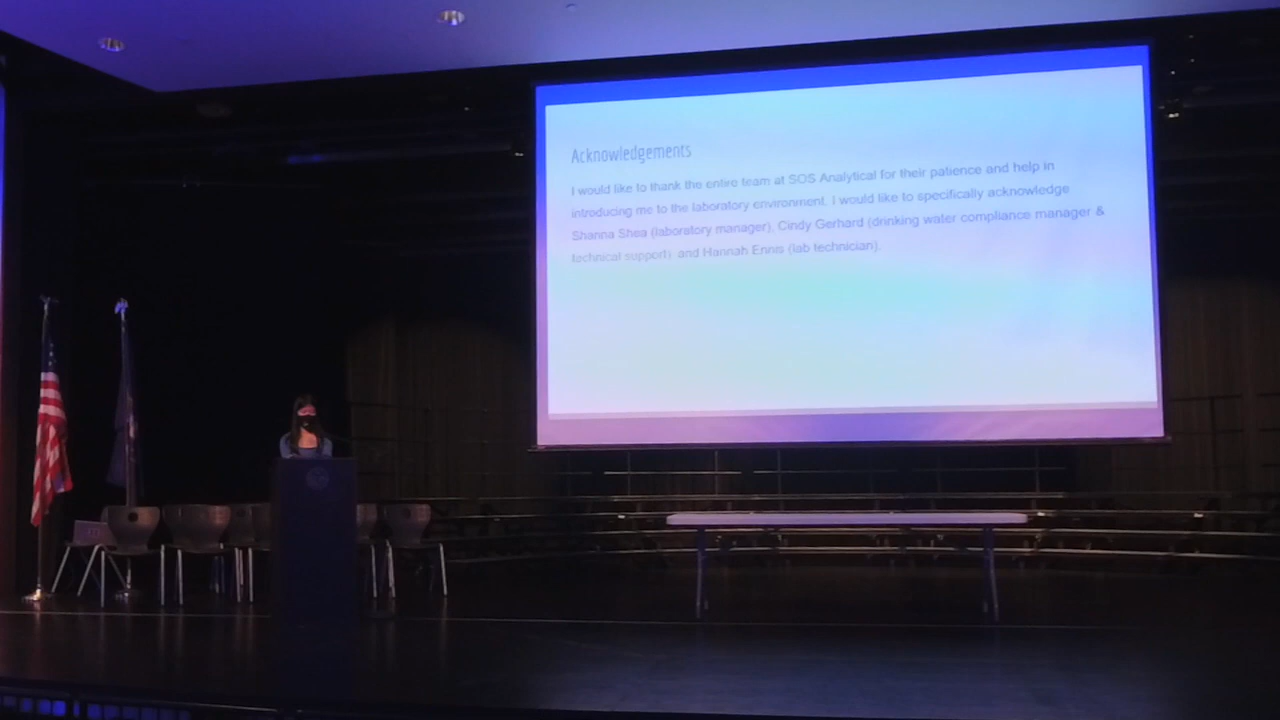 Acknowledgements
I would like to thank the entire team at SOS Analytical for their patience and help in
introducing me to the laboratory environment. I would like to specifically acknowledge
Shanna Shea (laboratory manager), Cindy Gerhard (drinking water compliance manager &
technical support) and Hannah Ennis (lab technician).